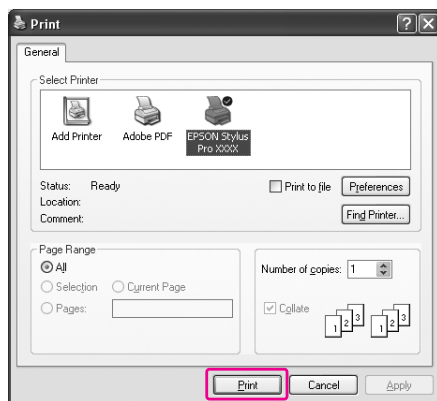 Print
General
Select Printer
Add Printer
Adobe PDF
EPSON Stylus
Pro XXXX
Status: Ready
Location:
Comment:
Print to file
Preferences
Find Printer...
Page Range
All
Selection Current Page
Pages:
Number of copies: 1
Collate
1 2 3 1 2 3
Print Cancel Apply